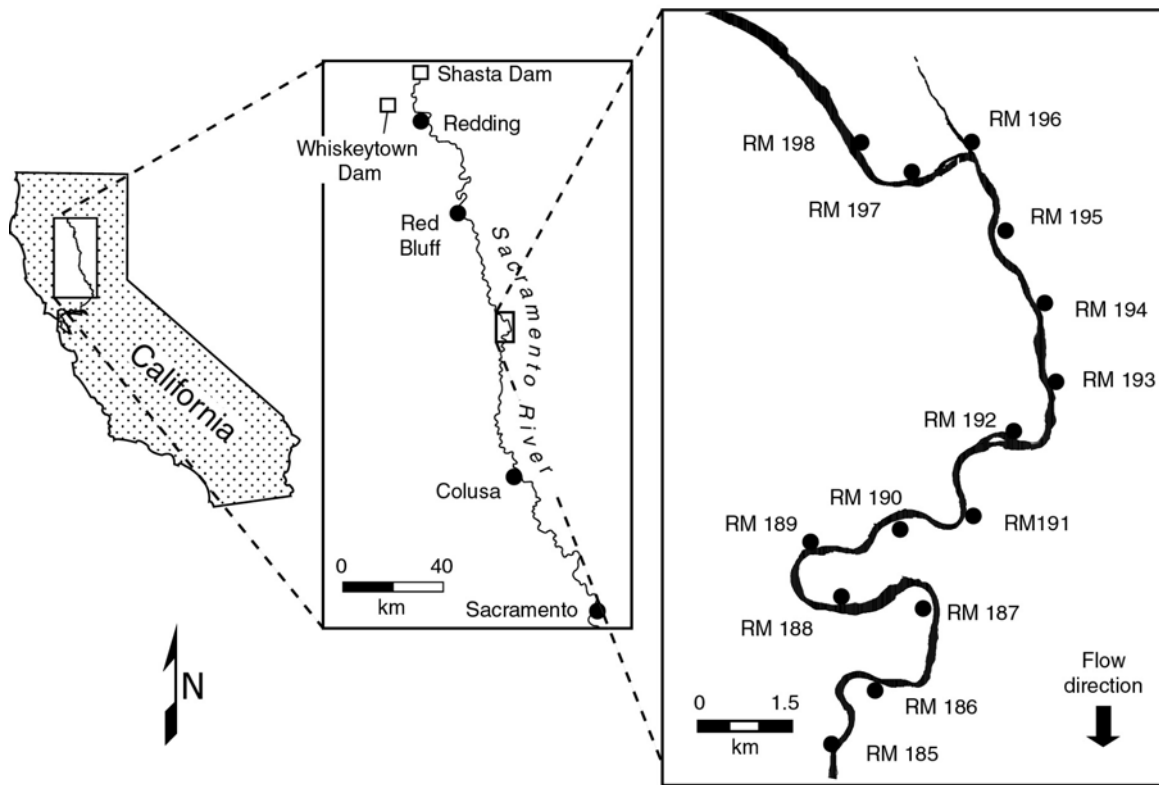 California
N
Shasta Dam
Redding
Whiskeytown
Dam
Red
Bluff
Sacramento River
Colusa
0 40
km
Sacramento
RM 198
RM 196
RM 197
RM 195
RM 194
RM 193
RM 192
RM 190
RM191
RM 189
RM 188
RM 187
RM 186
RM 185
0 1.5
km
Flow
direction